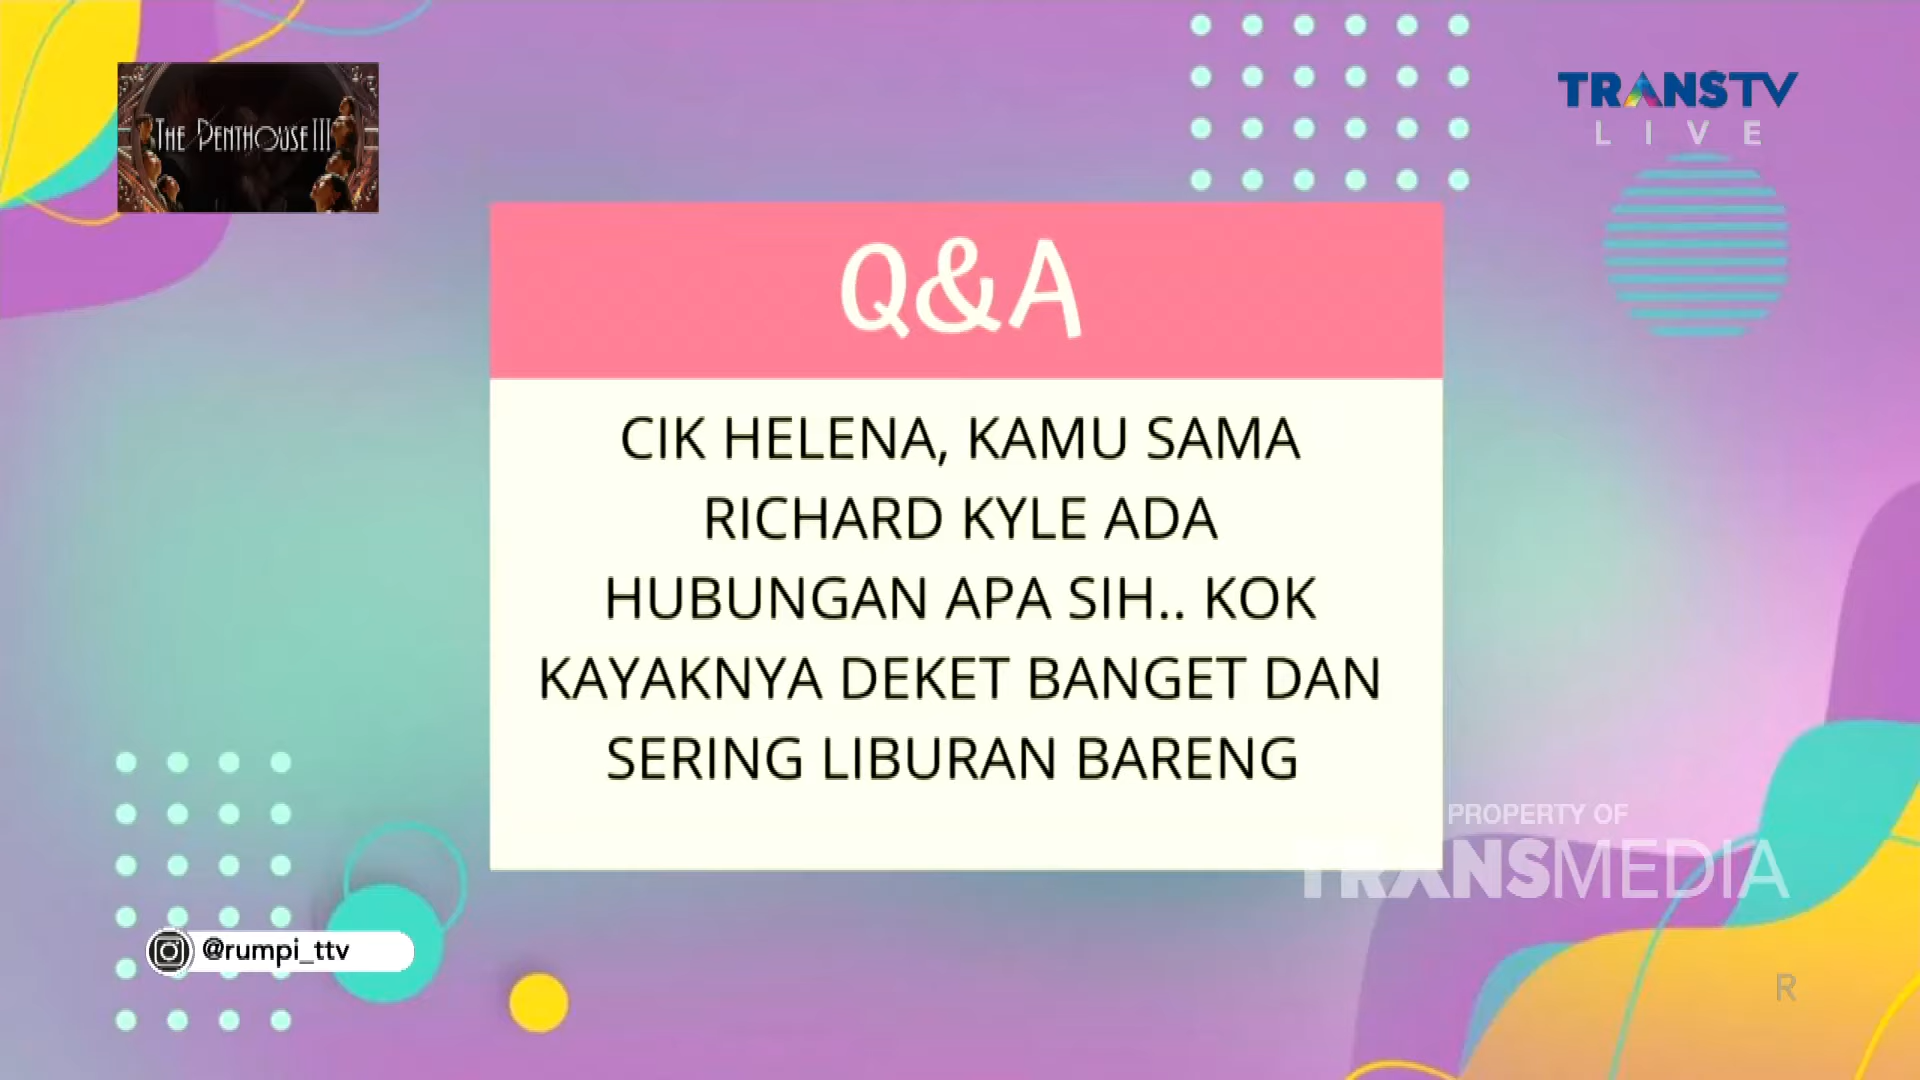 THE PENTHOUSE III
TRANSTV
LIVE
Q&A
CIK HELENA, KAMU SAMA
RICHARD KYLE ADA
HUBUNGAN APA SIH.. KOK
KAYAKNYA DEKET BANGET DAN
SERING LIBURAN BARENG
PROPERTY OF
TRANSMEDIA
@rumpi_ttv
R